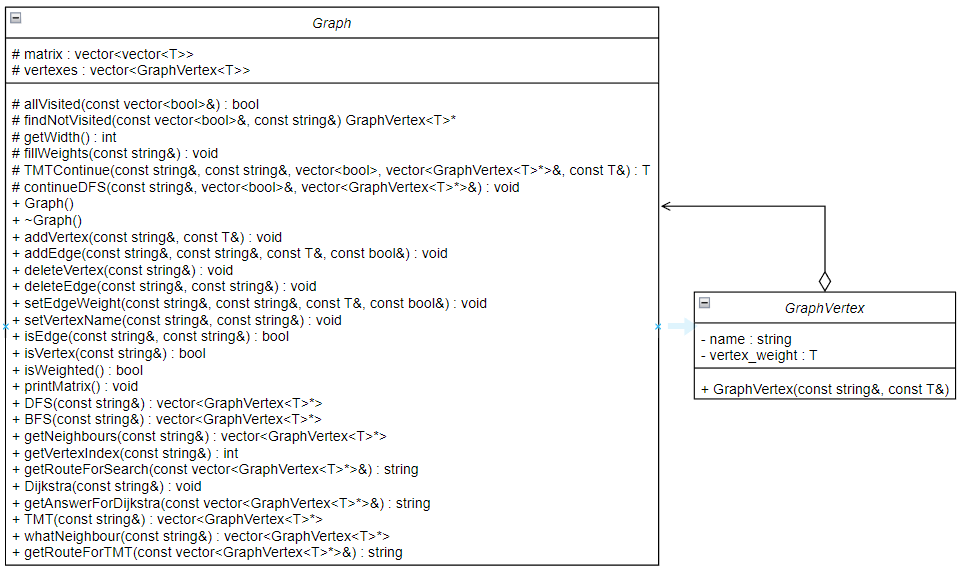 Graph
# matrix : vector<vector<T>>
# vertexes : vector<GraphVertex<T>>
# allVisited(const vector<bool>&) : bool
# findNotVisited(const vector<bool>&, const string&) GraphVertex<T>*
# getWidth() : int
# fillWeights(const string&) : void
# TMTContinue(const string&, const string&, vector<bool>, vector<GraphVertex<T>*>&, const T&) : T
# continueDFS(const string&, vector<bool>&, vector<GraphVertex<T>*>&) : void
+ Graph()
+ ~Graph()
+ addVertex(const string&, const T&) : void
+ addEdge(const string&, const string&, const T&, const bool&) : void
+ deleteVertex(const string&) : void
+ deleteEdge(const string&, const string&) : void
+ setEdgeWeight(const string&, const string&, const T&, const bool&) : void
+ setVertexName(const string&, const string&) : void
+ isEdge(const string&, const string&) : bool
+ isVertex(const string&) : bool
+ isWeighted() : bool
+ printMatrix() : void
+ DFS(const string&) : vector<GraphVertex<T>*>
+ BFS(const string&) : vector<GraphVertex<T>*>
+ getNeighbours(const string&) : vector<GraphVertex<T>*>
+ getVertexIndex(const string&) : int
+ getRouteForSearch(const vector<GraphVertex<T>*>&) : string
+ Dijkstra(const string&) : void
+ getAnswerForDijkstra(const vector<GraphVertex<T>*>&) : string
+ TMT(const string&) : vector<GraphVertex<T>*>
+ whatNeighbour(const string&) : vector<GraphVertex<T>*>
+ getRouteForTMT(const vector<GraphVertex<T>*>&) : string
GraphVertex
- name : string
- vertex_weight : T
+ GraphVertex(const string&, const T&)